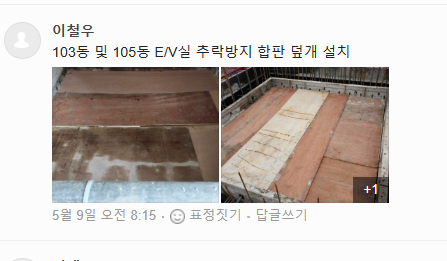 이철우
103동 및 105동 E/V실 추락방지 합판 덮개 설치
+1
5월 9일 오전 8:15 · 표정짓기 · 답글쓰기